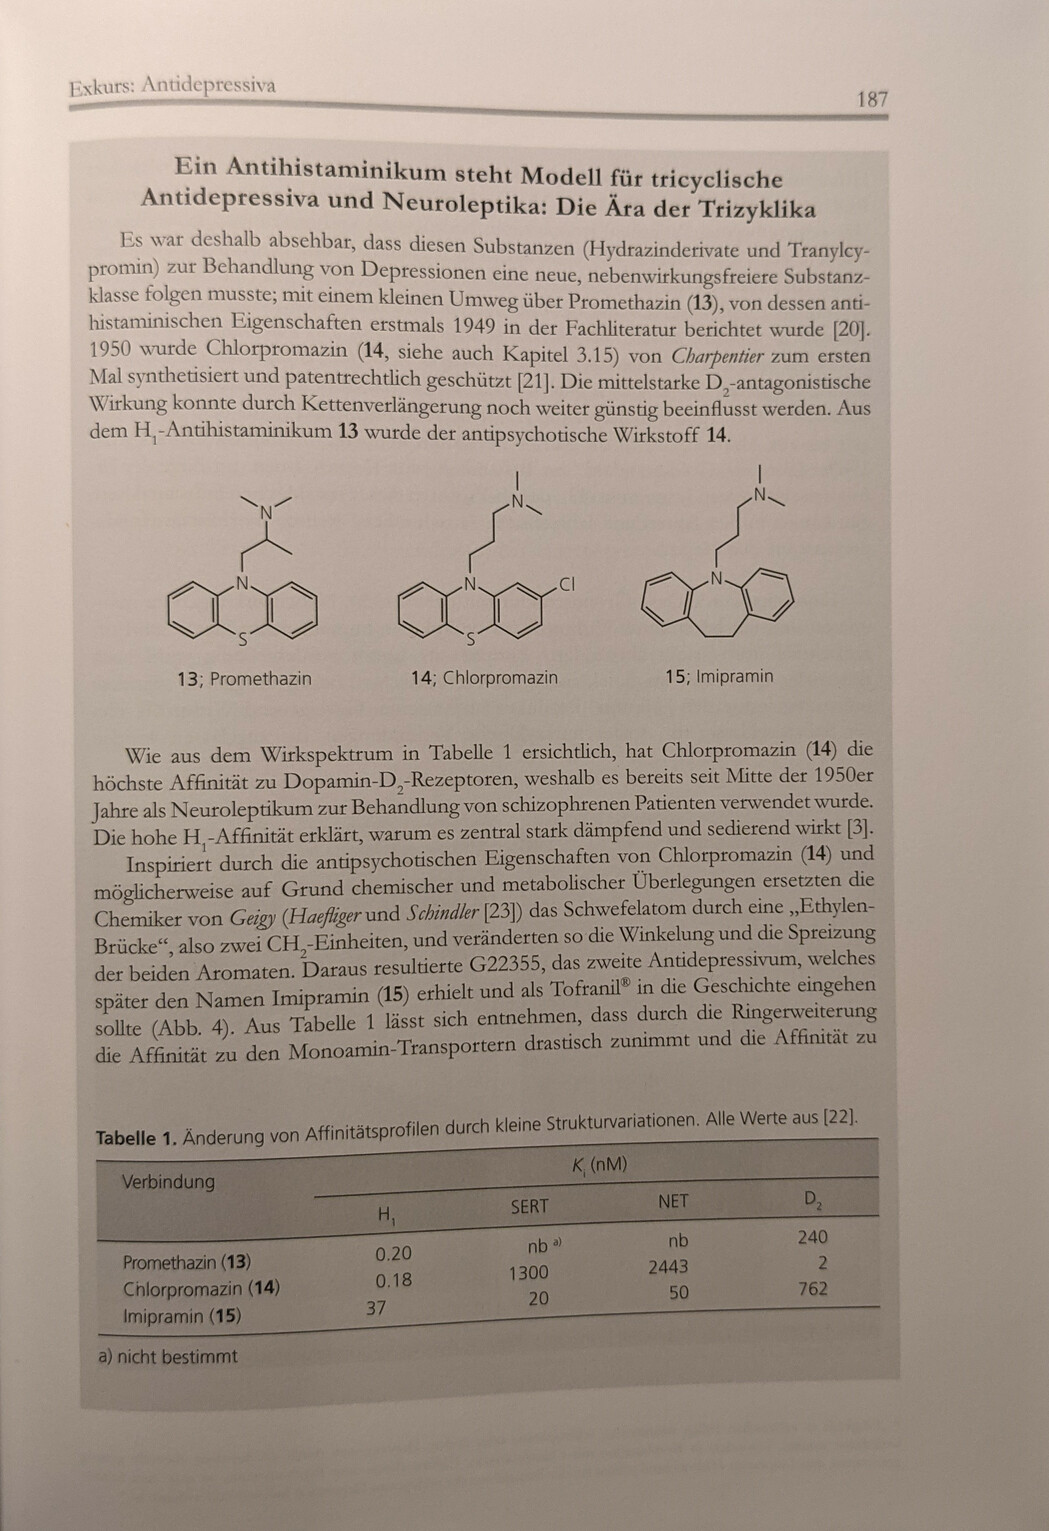 Exkurs: Antidepressiva
187
Ein Antihistaminikum steht Modell für tricyclische
Antidepressiva und Neuroleptika: Die Ära der Trizyklika
Es war deshalb absehbar, dass diesen Substanzen (Hydrazinderivate und Tranylcy-
promin) zur Behandlung von Depressionen eine neue, nebenwirkungsfreiere Substanz-
klasse folgen musste; mit einem kleinen Umweg über Promethazin (13), von dessen anti-
histaminischen Eigenschaften erstmals 1949 in der Fachliteratur berichtet wurde [20].
1950 wurde Chlorpromazin (14, siehe auch Kapitel 3.15) von Charpentier zum ersten
Mal synthetisiert und patentrechtlich geschützt [21]. Die mittelstarke D₂-antagonistische
Wirkung konnte durch Kettenverlängerung noch weiter günstig beeinflusst werden. Aus
dem H₁-Antihistaminikum 13 wurde der antipsychotische Wirkstoff 14.
N
N
S
13; Promethazin
N
N
Cl
S
14; Chlorpromazin
N
N
15; Imipramin
Wie aus dem Wirkspektrum in Tabelle 1 ersichtlich, hat Chlorpromazin (14) die
höchste Affinität zu Dopamin-D₂-Rezeptoren, weshalb es bereits seit Mitte der 1950er
Jahre als Neuroleptikum zur Behandlung von schizophrenen Patienten verwendet wurde.
Die hohe H₁-Affinität erklärt, warum es zentral stark dämpfend und sedierend wirkt [3].
Inspiriert durch die antipsychotischen Eigenschaften von Chlorpromazin (14) und
möglicherweise auf Grund chemischer und metabolischer Überlegungen ersetzten die
Chemiker von Geigy (Haefliger und Schindler [23]) das Schwefelatom durch eine „Ethylen-
Brücke“, also zwei CH₂-Einheiten, und veränderten so die Winkelung und die Spreizung
der beiden Aromaten. Daraus resultierte G22355, das zweite Antidepressivum, welches
später den Namen Imipramin (15) erhielt und als Tofranil® in die Geschichte eingehen
sollte (Abb. 4). Aus Tabelle 1 lässt sich entnehmen, dass durch die Ringerweiterung
die Affinität zu den Monoamin-Transportern drastisch zunimmt und die Affinität zu
Tabelle 1. Änderung von Affinitätsprofilen durch kleine Strukturvariationen. Alle Werte aus [22].
Verbindung Kᵢ (nM)
H₁ SERT NET D₂
Promethazin (13) 0.20 nb ᵃ⁾ nb 240
Chlorpromazin (14) 0.18 1300 2443 2
Imipramin (15) 37 20 50 762
a) nicht bestimmt